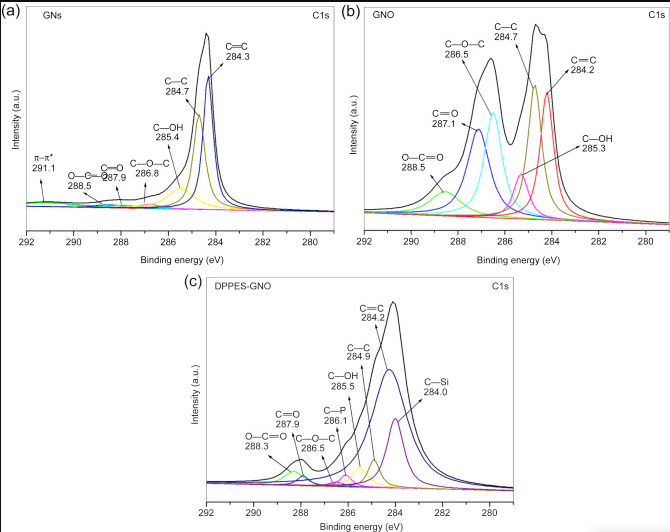 (a)
GNs
C1s
C═C
284.3
C—C
284.7
C—OH
285.4
C—O—C
286.8
C═O
287.9
O—C═O
288.5
π–π*
291.1
Intensity (a.u.)
292 290 288 286 284 282 280
Binding energy (eV)
(b)
GNO
C1s
C—C
284.7
C—O—C
286.5
C═C
284.2
C═O
287.1
C—OH
285.3
O—C═O
288.5
Intensity (a.u.)
292 290 288 286 284 282 280
Binding energy (eV)
(c)
DPPES-GNO
C1s
C═C
284.2
C—C
284.9
C—OH
285.5
C—Si
284.0
C—P
286.1
C═O
287.9
O—C═O
288.3
C—O—C
286.5
Intensity (a.u.)
292 290 288 286 284 282 280
Binding energy (eV)